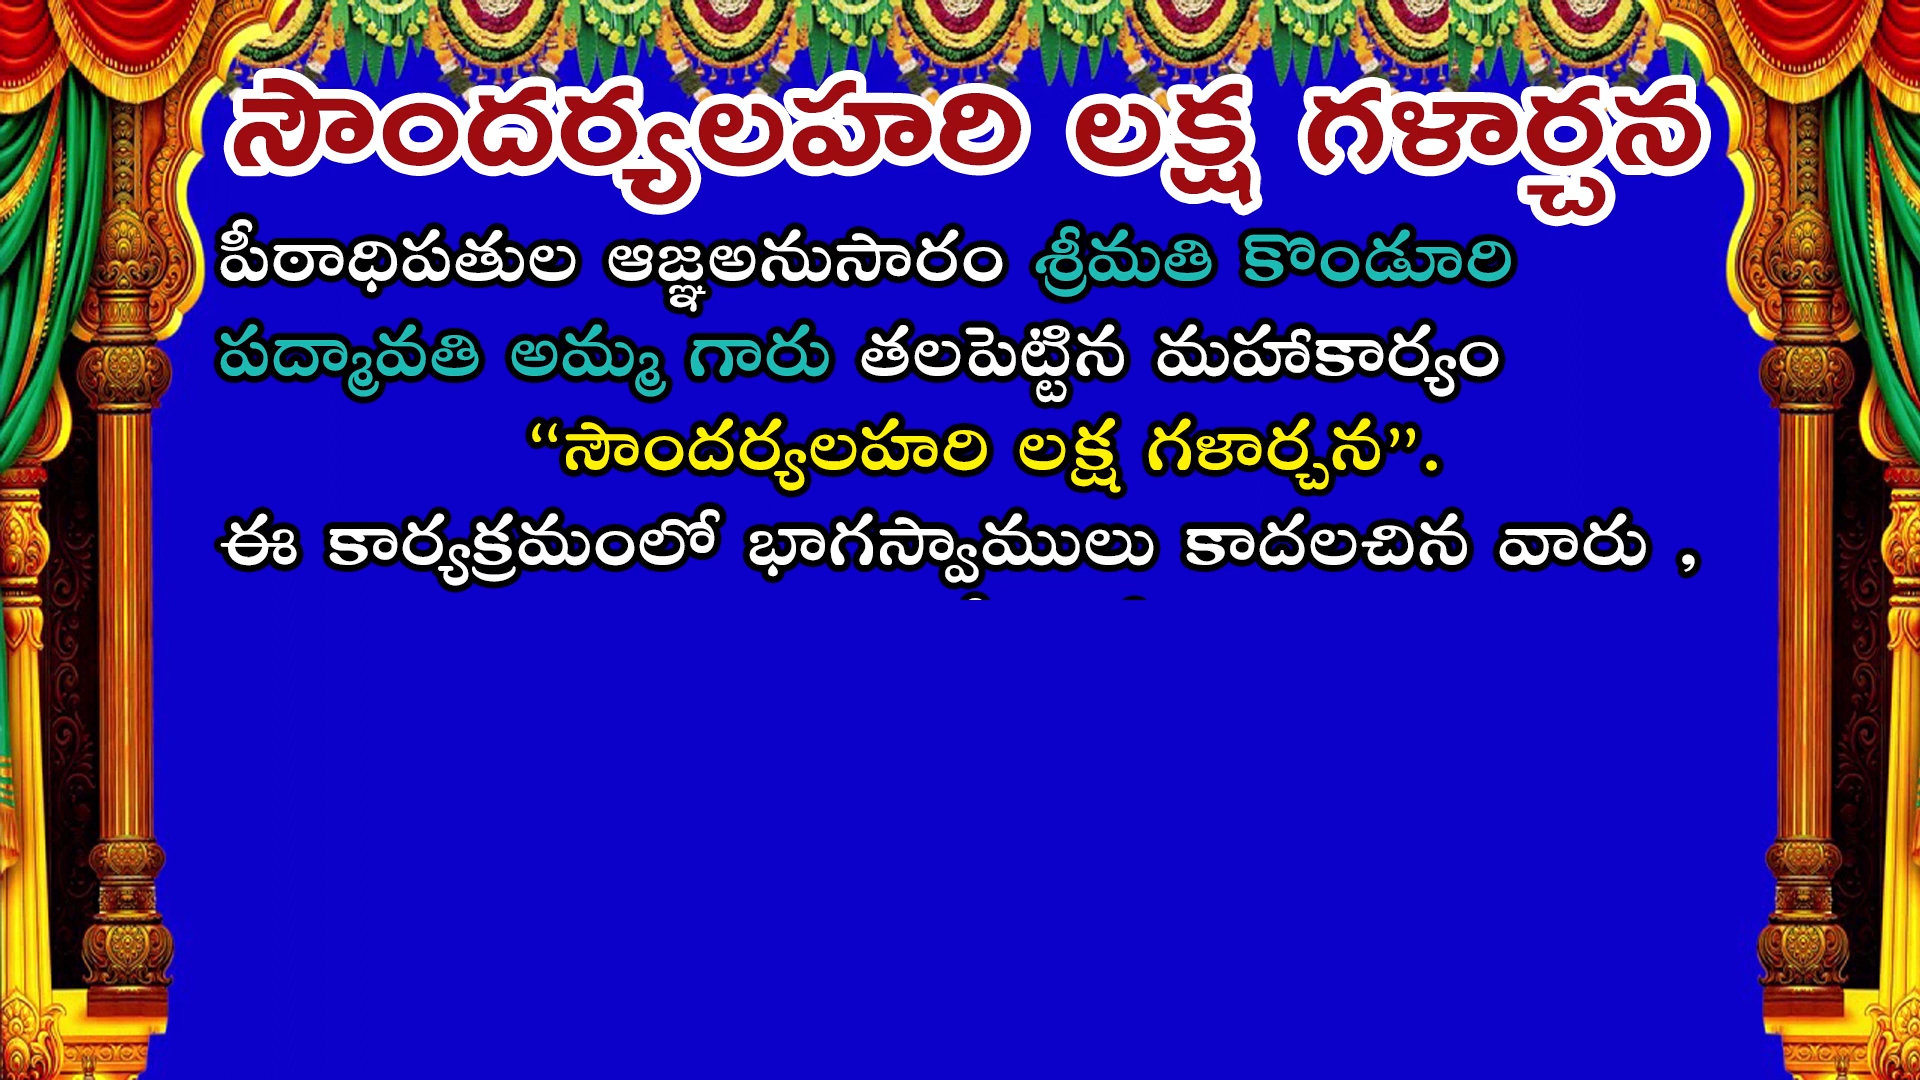 సౌందర్యలహరి లక్ష గళార్చన
పీఠాధిపతుల ఆజ్ఞఅనుసారం శ్రీమతి కొండూరి
పద్మావతి అమ్మ గారు తలపెట్టిన మహాకార్యం
“సౌందర్యలహరి లక్ష గళార్చన”.
ఈ కార్యక్రమంలో భాగస్వాములు కాదలచిన వారు ,